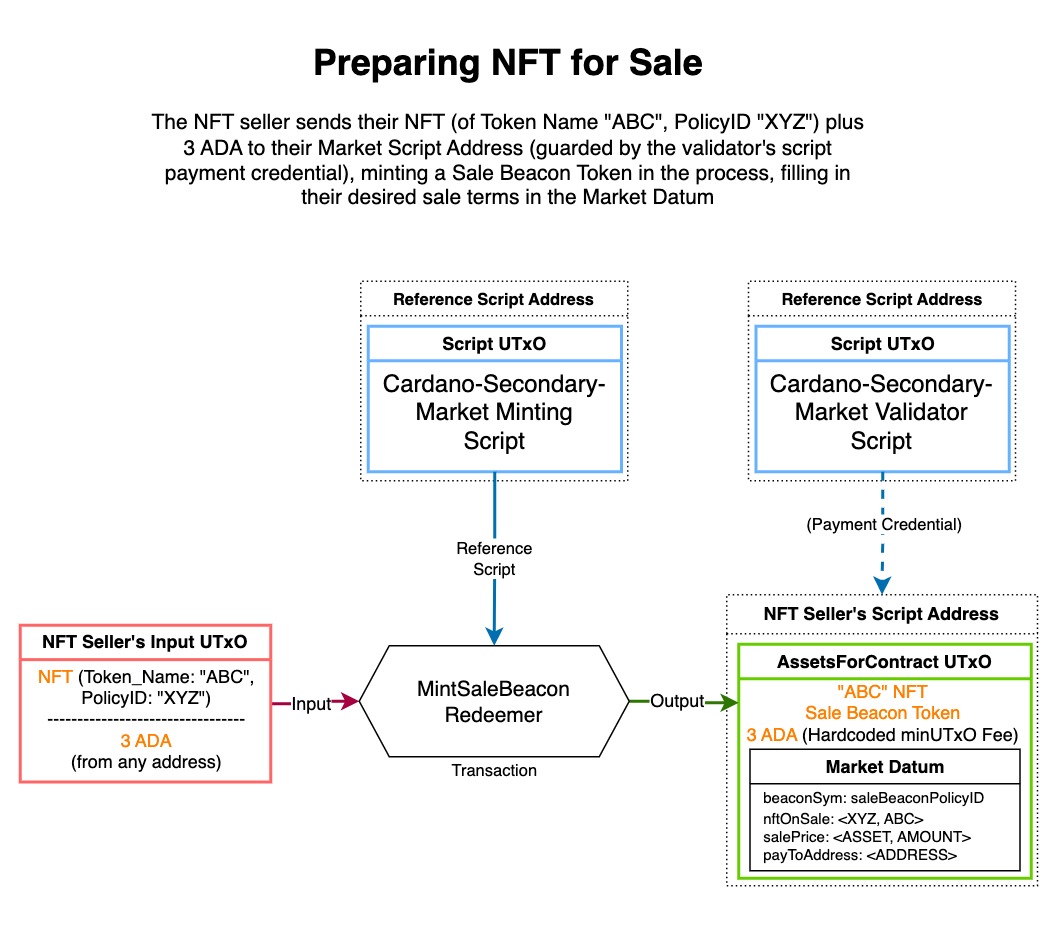 Preparing NFT for Sale
The NFT seller sends their NFT (of Token Name "ABC", PolicyID "XYZ") plus
3 ADA to their Market Script Address (guarded by the validator's script
payment credential), minting a Sale Beacon Token in the process, filling in
their desired sale terms in the Market Datum
Reference Script Address
Script UTxO
Cardano-Secondary-
Market Minting
Script
Reference Script Address
Script UTxO
Cardano-Secondary-
Market Validator
Script
Reference
Script
(Payment Credential)
NFT Seller's Input UTxO
NFT (Token_Name: "ABC",
PolicyID: "XYZ")
---------------------------------
3 ADA
(from any address)
Input
MintSaleBeacon
Redeemer
Transaction
Output
NFT Seller's Script Address
AssetsForContract UTxO
"ABC" NFT
Sale Beacon Token
3 ADA (Hardcoded minUTxO Fee)
Market Datum
beaconSym: saleBeaconPolicyID
nftOnSale: <XYZ, ABC>
salePrice: <ASSET, AMOUNT>
payToAddress: <ADDRESS>